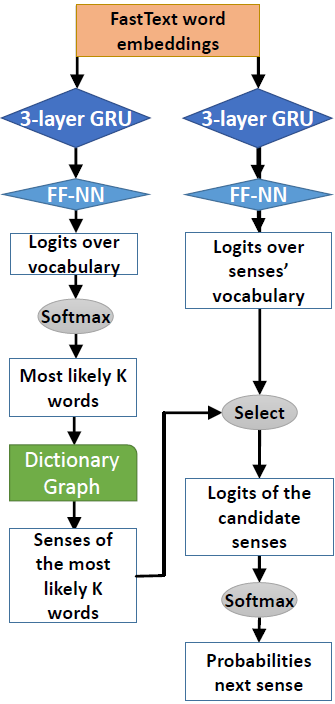 FastText word
embeddings
3-layer GRU
FF-NN
Logits over
vocabulary
Softmax
Most likely K
words
Dictionary
Graph
Senses of
the most
likely K
words
3-layer GRU
FF-NN
Logits over
senses’
vocabulary
Select
Logits of the
candidate
senses
Softmax
Probabilities
next sense